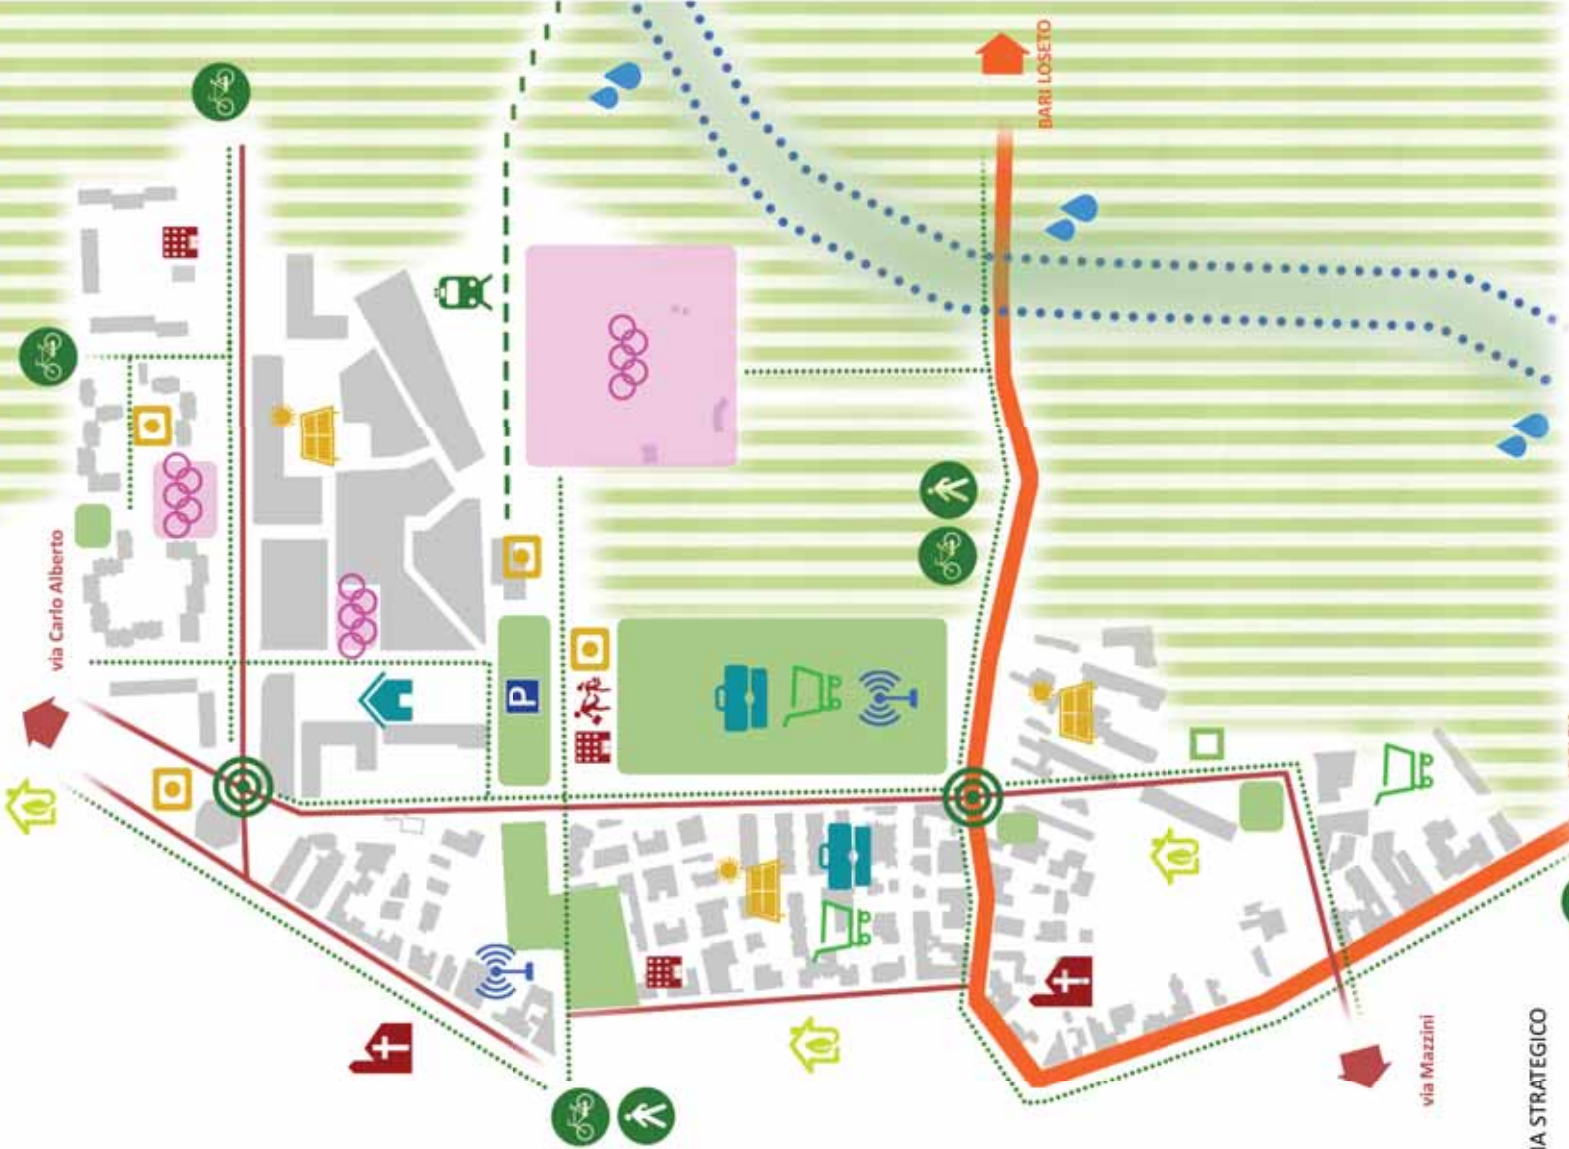 BARI LOSETO
via Carlo Alberto
P
via Mazzini
IA STRATEGICO